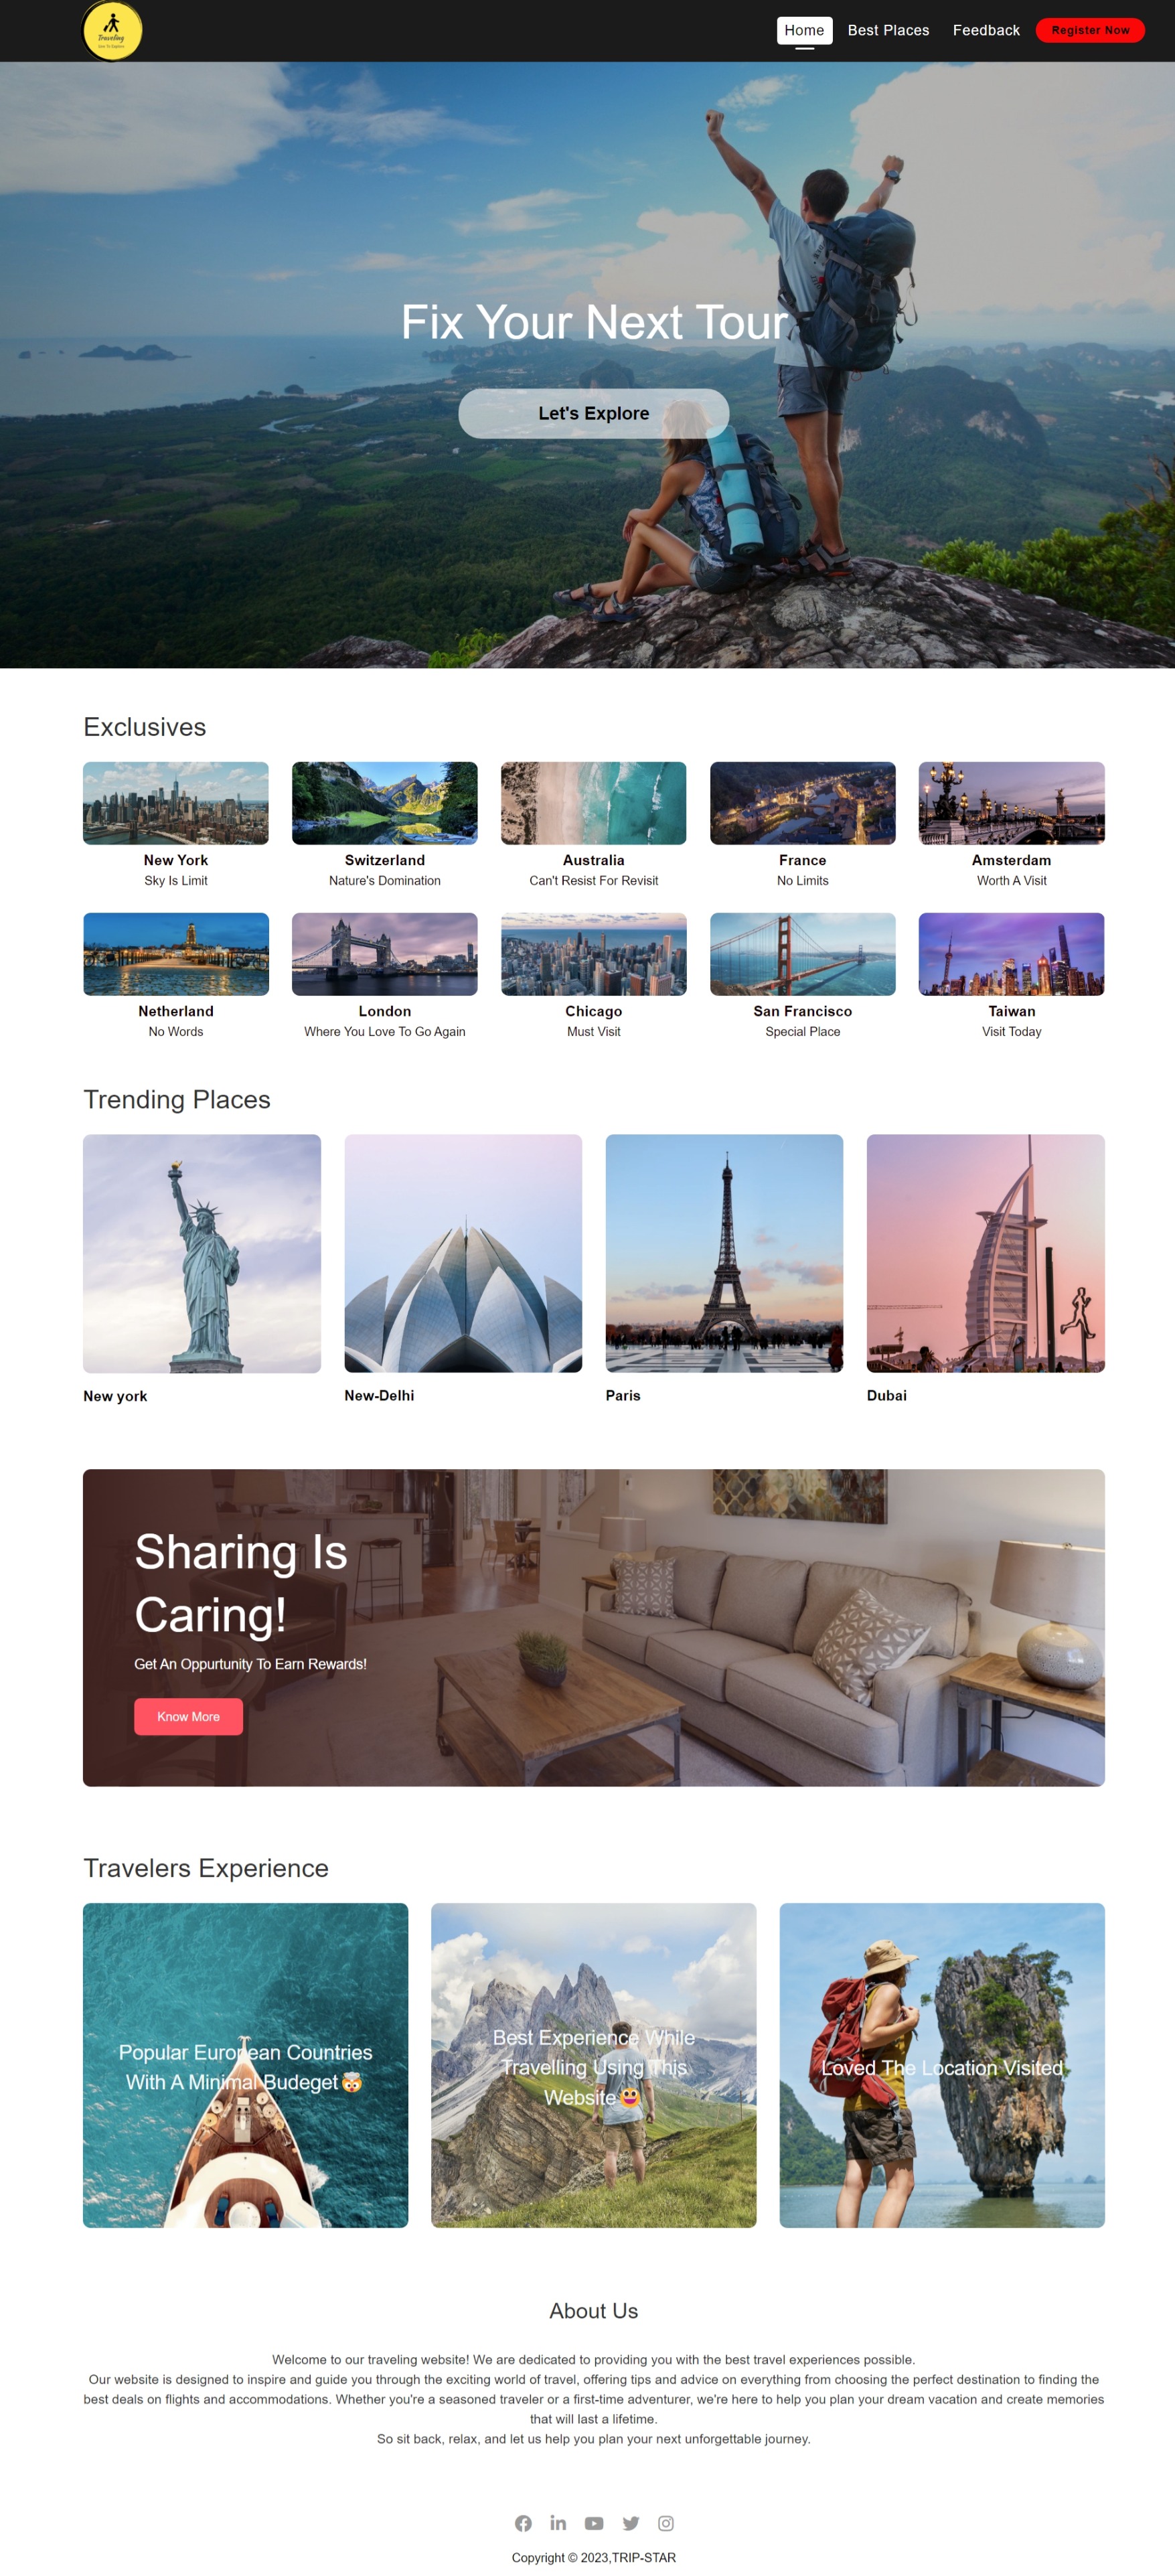 Traveling
Home Best Places Feedback Register Now
Fix Your Next Tour
Let's Explore
Exclusives
New York Switzerland Australia France Amsterdam
Sky Is Limit Nature's Domination Can't Resist For Revisit No Limits Worth A Visit
Netherland London Chicago San Francisco Taiwan
No Words Where You Love To Go Again Must Visit Special Place Visit Today
Trending Places
New york New-Delhi Paris Dubai
Sharing Is
Caring!
Get An Oppurtunity To Earn Rewards!
Know More
Travelers Experience
Popular European Countries
With A Minimal Budeget🤯
Best Experience While
Travelling Using This
Website😃
Loved The Location Visited
About Us
Welcome to our traveling website! We are dedicated to providing you with the best travel experiences possible.
Our website is designed to inspire and guide you through the exciting world of travel, offering tips and advice on everything from choosing the perfect destination to finding the
best deals on flights and accommodations. Whether you're a seasoned traveler or a first-time adventurer, we're here to help you plan your dream vacation and create memories
that will last a lifetime.
So sit back, relax, and let us help you plan your next unforgettable journey.
Copyright © 2023,TRIP-STAR